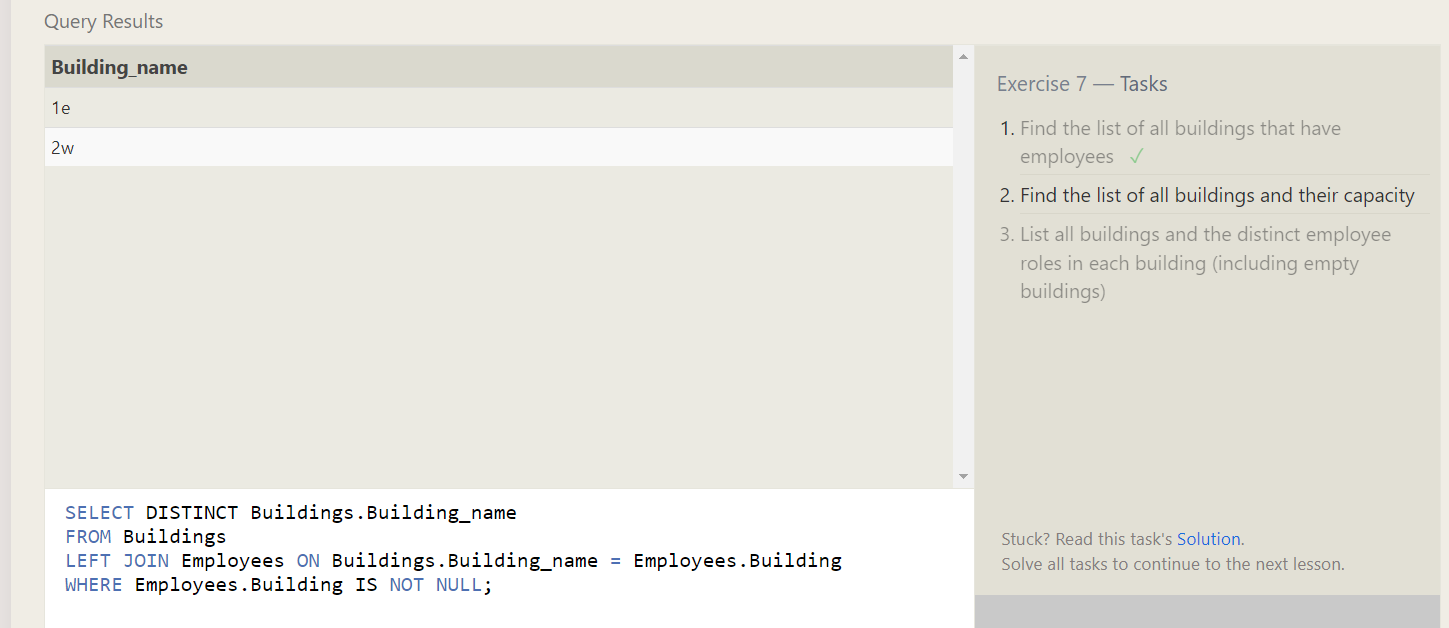 Query Results
Building_name
1e
2w
SELECT DISTINCT Buildings.Building_name
FROM Buildings
LEFT JOIN Employees ON Buildings.Building_name = Employees.Building
WHERE Employees.Building IS NOT NULL;
Exercise 7 — Tasks
1. Find the list of all buildings that have
employees ✓
2. Find the list of all buildings and their capacity
3. List all buildings and the distinct employee
roles in each building (including empty
buildings)
Stuck? Read this task's Solution.
Solve all tasks to continue to the next lesson.